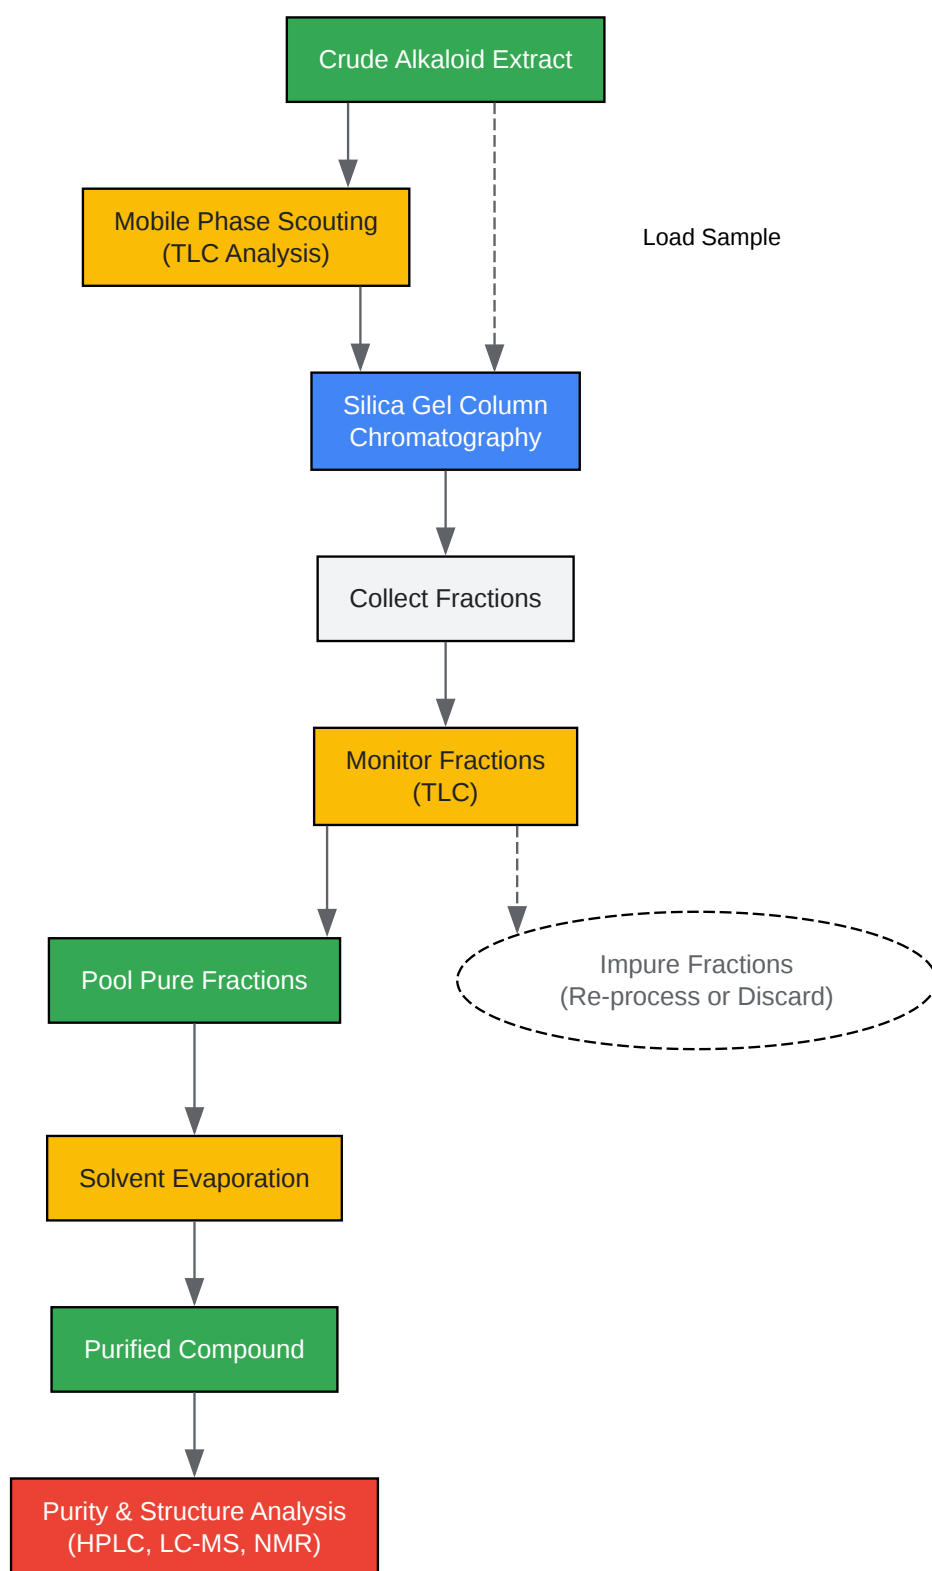 Crude Alkaloid Extract
Mobile Phase Scouting
(TLC Analysis)
Load Sample
Silica Gel Column
Chromatography
Collect Fractions
Monitor Fractions
(TLC)
Pool Pure Fractions
Impure Fractions
(Re-process or Discard)
Solvent Evaporation
Purified Compound
Purity & Structure Analysis
(HPLC, LC-MS, NMR)